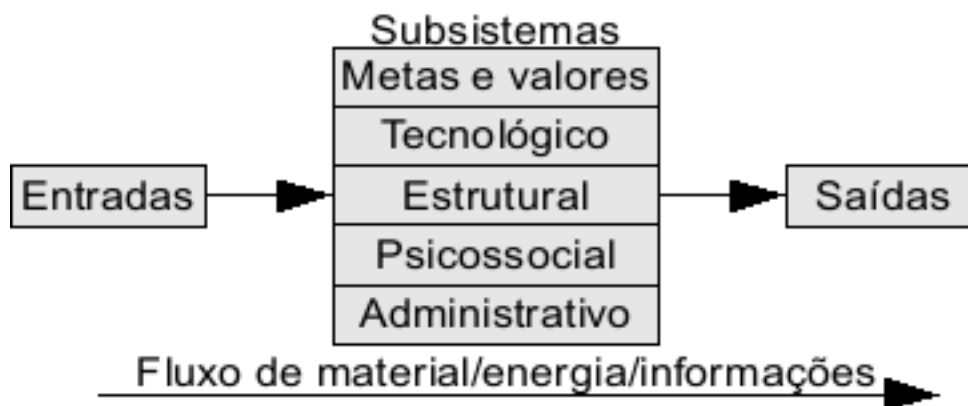 Subsistemas
Metas e valores
Tecnológico
Entradas
Estrutural
Saídas
Psicossocial
Administrativo
Fluxo de material/energia/informações